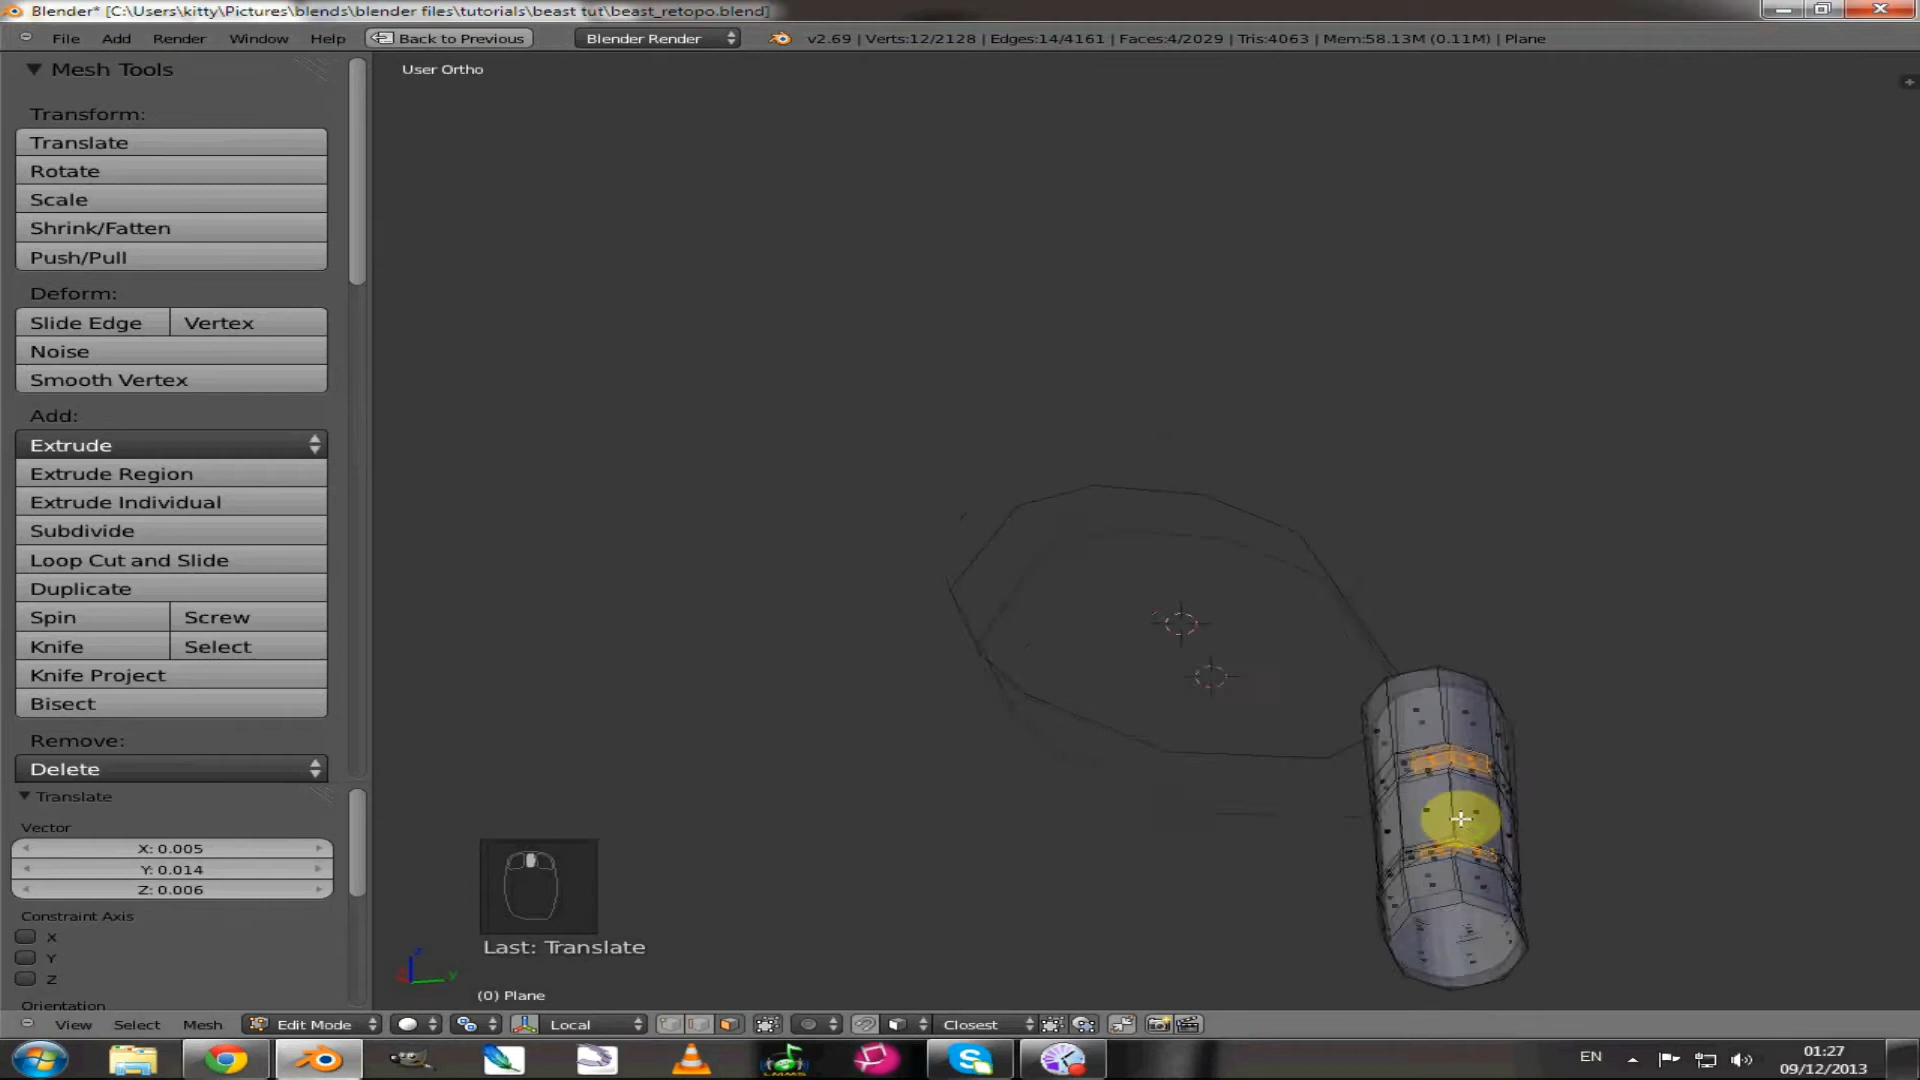 Blender* [C:\Users\kitty\Pictures\blends\blender files\tutorials\beast tut\beast_retopo.blend]
File Add Render Window Help Back to Previous Blender Render v2.69 | Verts:12/2128 | Edges:14/4161 | Faces:4/2029 | Tris:4063 | Mem:58.13M (0.11M) | Plane
Mesh Tools
User Ortho
Transform:
Translate
Rotate
Scale
Shrink/Fatten
Push/Pull
Deform:
Slide Edge Vertex
Noise
Smooth Vertex
Add:
Extrude
Extrude Region
Extrude Individual
Subdivide
Loop Cut and Slide
Duplicate
Spin Screw
Knife Select
Knife Project
Bisect
Remove:
Delete
Translate
Vector
X: 0.005
Y: 0.014
Z: 0.006
Constraint Axis
X
Y
Z
Orientation
Last: Translate
z
y
(0) Plane
View Select Mesh Edit Mode Local Closest
LMMS
EN
01:27
09/12/2013